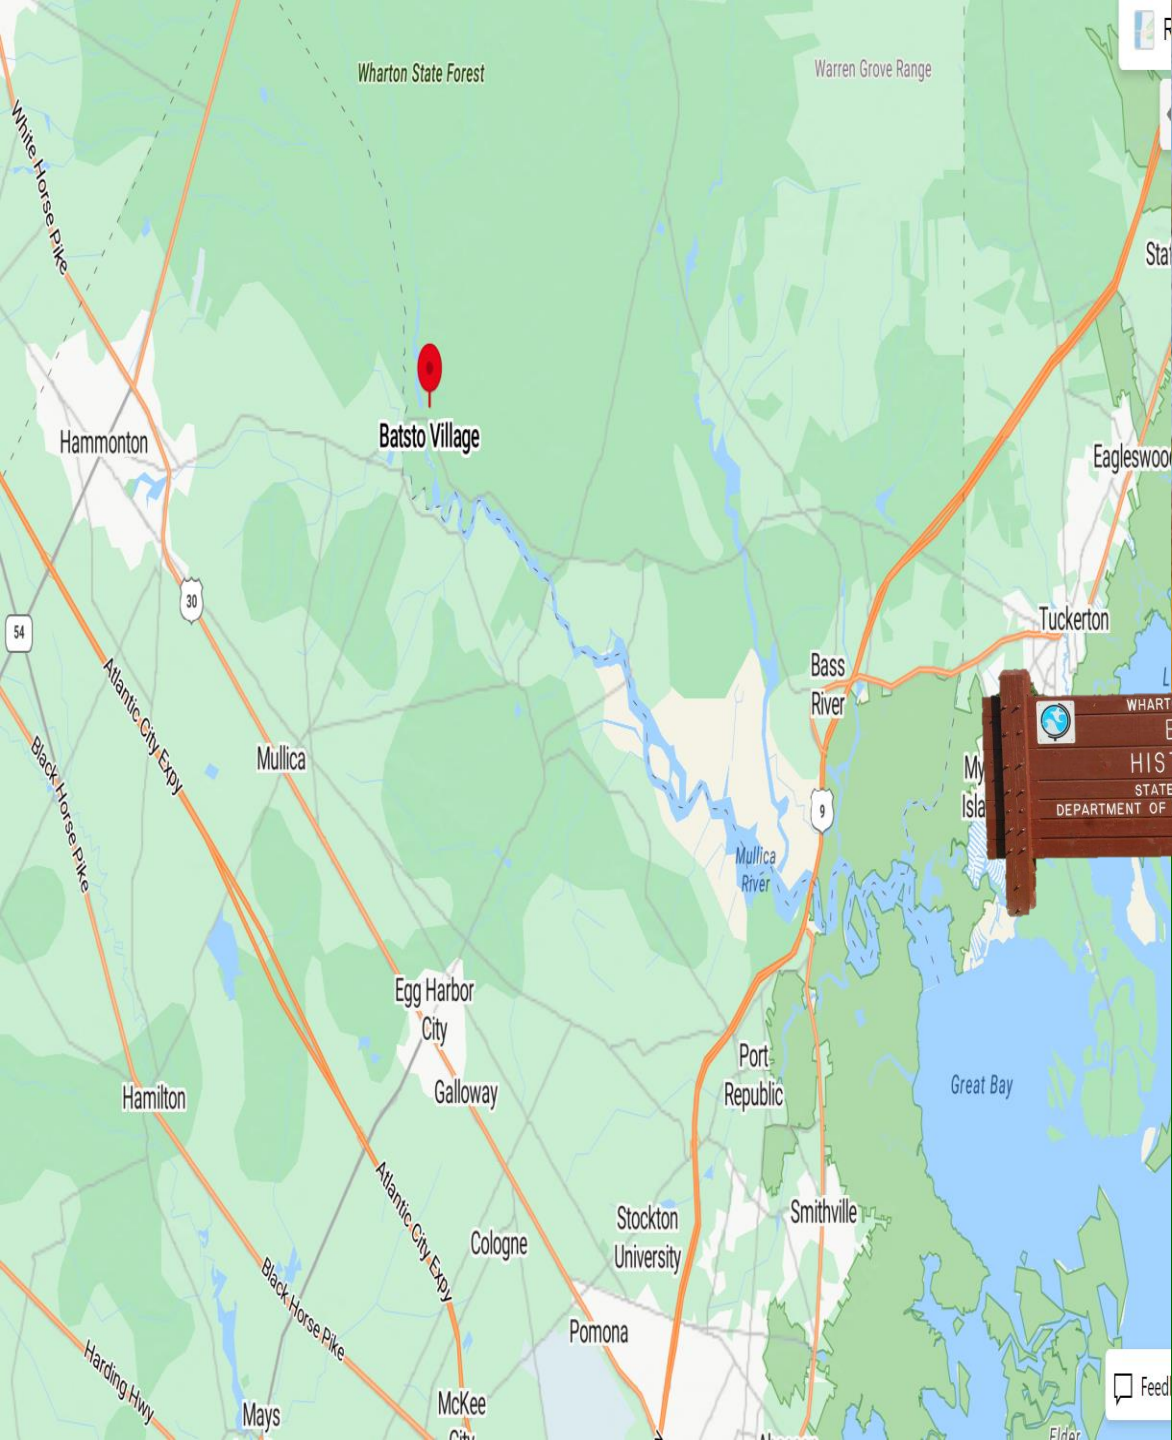 Wharton State Forest
Warren Grove Range
White Horse Pike
Batsto Village
Hammonton
30
54
Tuckerton
Bass
River
Atlantic City Expy
Mullica
Black Horse Pike
9
WHART
HIST
STATE
DEPARTMENT OF
Mullica
River
Egg Harbor
City
Great Bay
Port
Republic
Galloway
Hamilton
Atlantic City Expy
Smithville
Stockton
University
Cologne
Black Horse Pike
Pomona
Harding Hwy
McKee
City
Mays